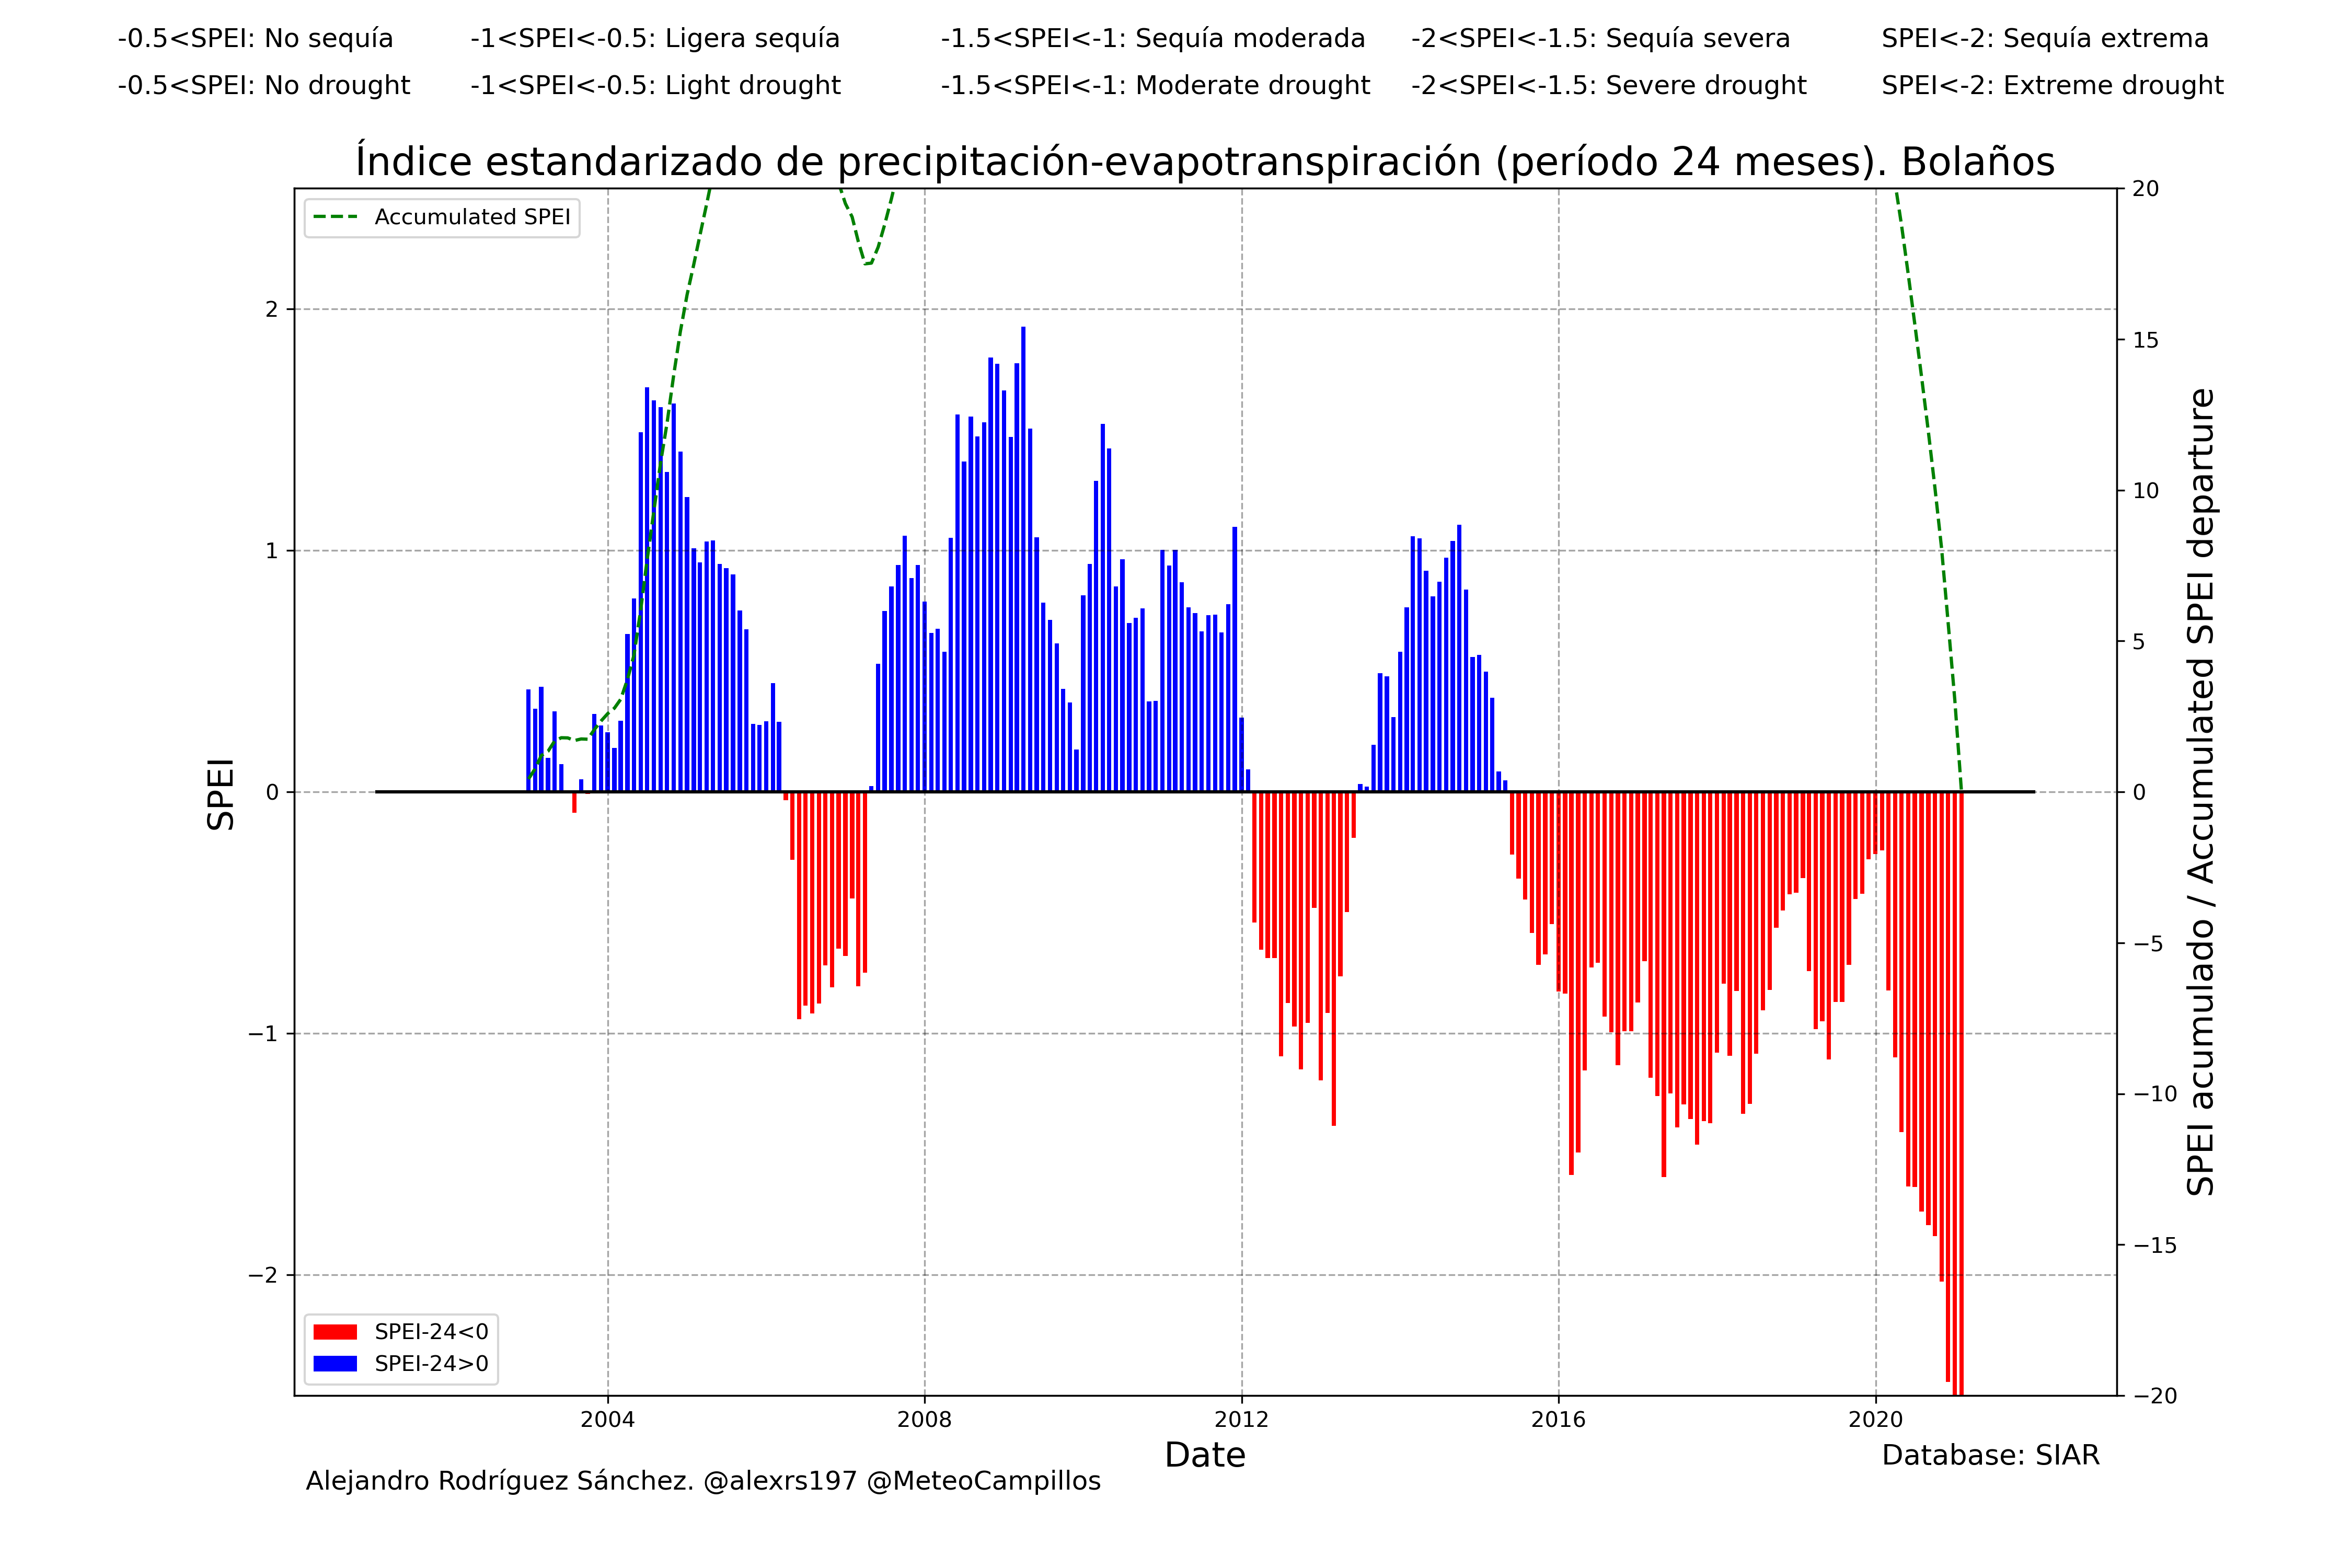 -0.5<SPEI: No sequía
-1<SPEI<-0.5: Ligera sequía
-1.5<SPEI<-1: Sequía moderada
-2<SPEI<-1.5: Sequía severa
SPEI<-2: Sequía extrema
-0.5<SPEI: No drought
-1<SPEI<-0.5: Light drought
-1.5<SPEI<-1: Moderate drought
-2<SPEI<-1.5: Severe drought
SPEI<-2: Extreme drought
Índice estandarizado de precipitación-evapotranspiración (período 24 meses). Bolaños
Accumulated SPEI
SPEI
2
1
0
−1
−2
20
15
10
5
0
−5
−10
−15
−20
SPEI acumulado / Accumulated SPEI departure
SPEI-24<0
SPEI-24>0
2004
2008
2012
2016
2020
Date
Database: SIAR
Alejandro Rodríguez Sánchez. @alexrs197 @MeteoCampillos